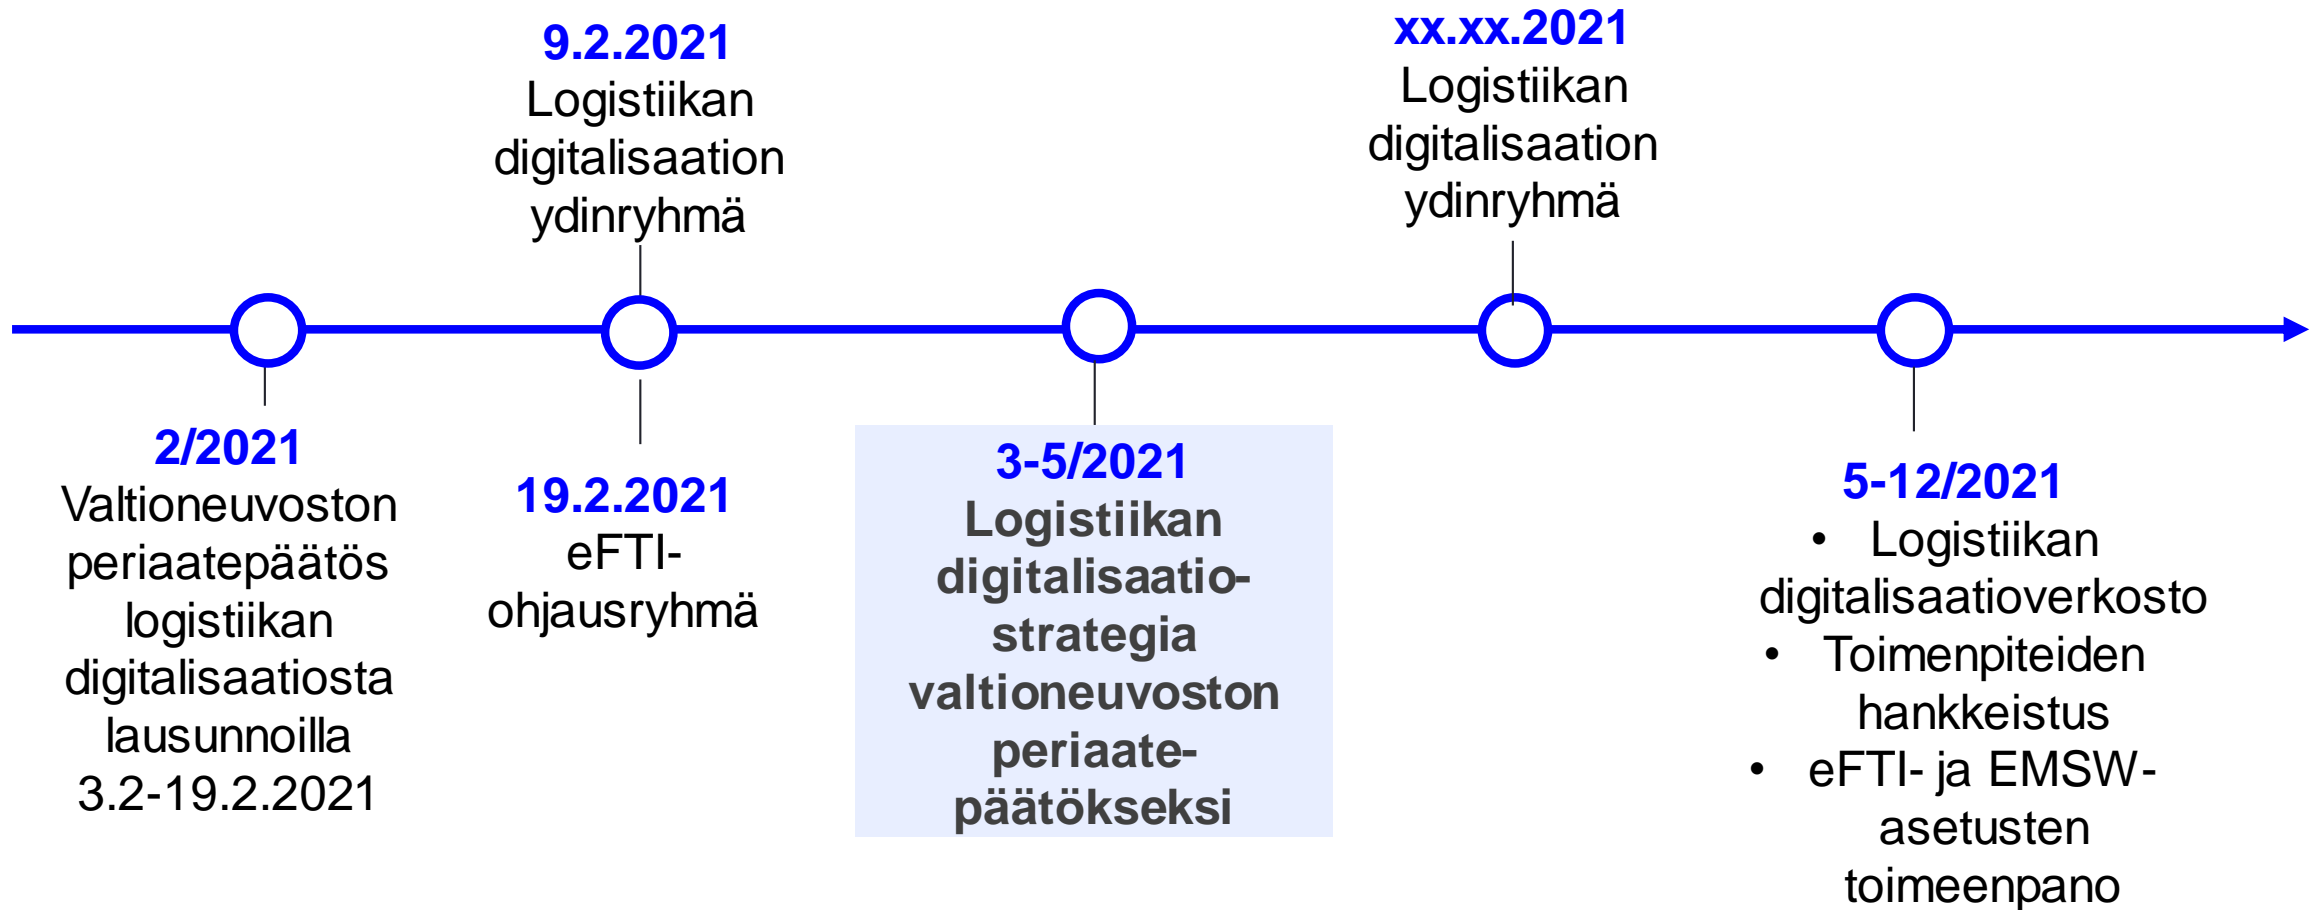 9.2.2021
Logistiikan
digitalisaation
ydinryhmä
xx.xx.2021
Logistiikan
digitalisaation
ydinryhmä
2/2021
Valtioneuvoston
periaatepäätös
logistiikan
digitalisaatiosta
lausunnoilla
3.2-19.2.2021
19.2.2021
eFTI-
ohjausryhmä
3-5/2021
Logistiikan
digitalisaatio-
strategia
valtioneuvoston
periaate-
päätökseksi
5-12/2021
• Logistiikan
digitalisaatioverkosto
• Toimenpiteiden
hankkeistus
• eFTI- ja EMSW-
asetusten
toimeenpano